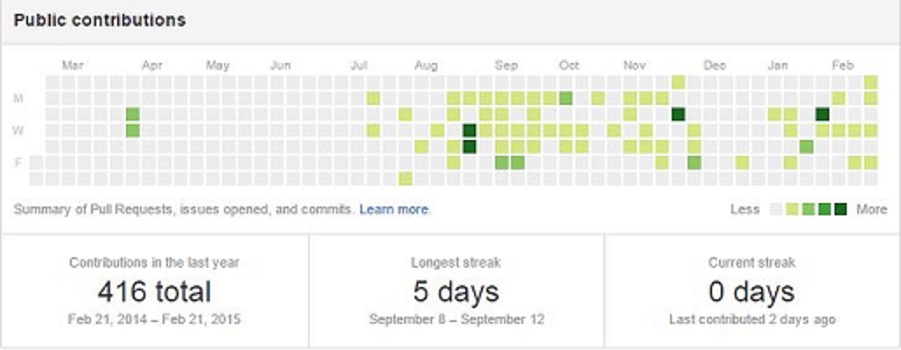 Public contributions
Mar Apr May Jun Jul Aug Sep Oct Nov Dec Jan Feb
M
W
F
Summary of Pull Requests, issues opened, and commits. Learn more.
Less More
Contributions in the last year
416 total
Feb 21, 2014 – Feb 21, 2015
Longest streak
5 days
September 8 – September 12
Current streak
0 days
Last contributed 2 days ago